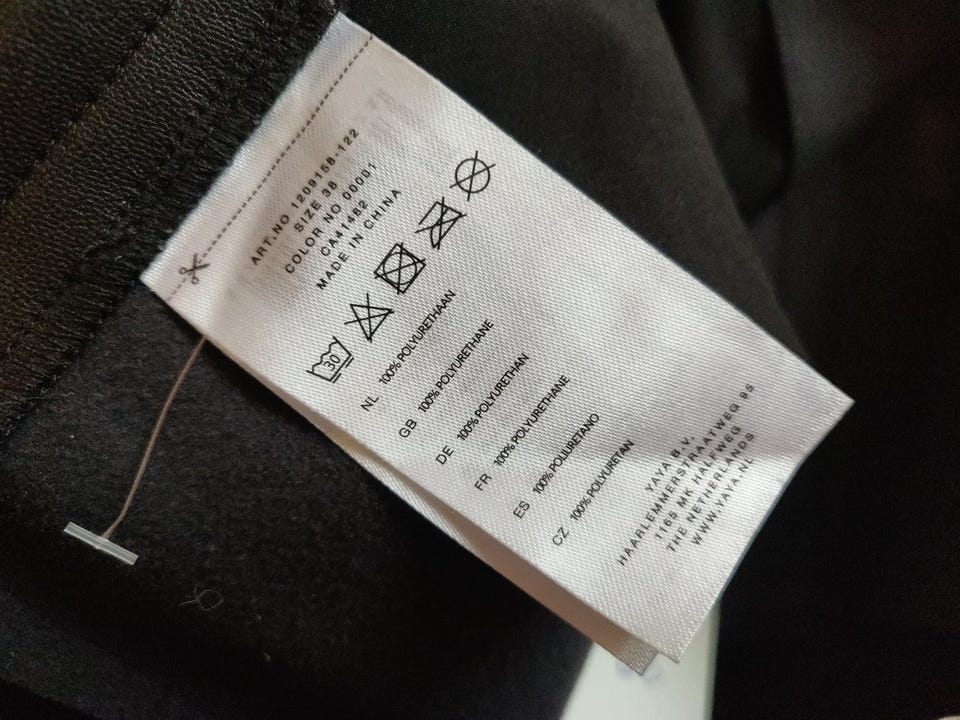 ART.NO 1209158-122
SIZE 38
COLOR NO 00001
CA41462
MADE IN CHINA
30
NL 100% POLYURETHAAN
GB 100% POLYURETHANE
DE 100% POLYURETHAN
FR 100% POLYURETHANE
ES 100% POLIURETANO
CZ 100% POLYURETAN
YAYA B.V.
HAARLEMMERSTRAATWEG 95
1165 MK HALFWEG
THE NETHERLANDS
WWW.YAYA.NL